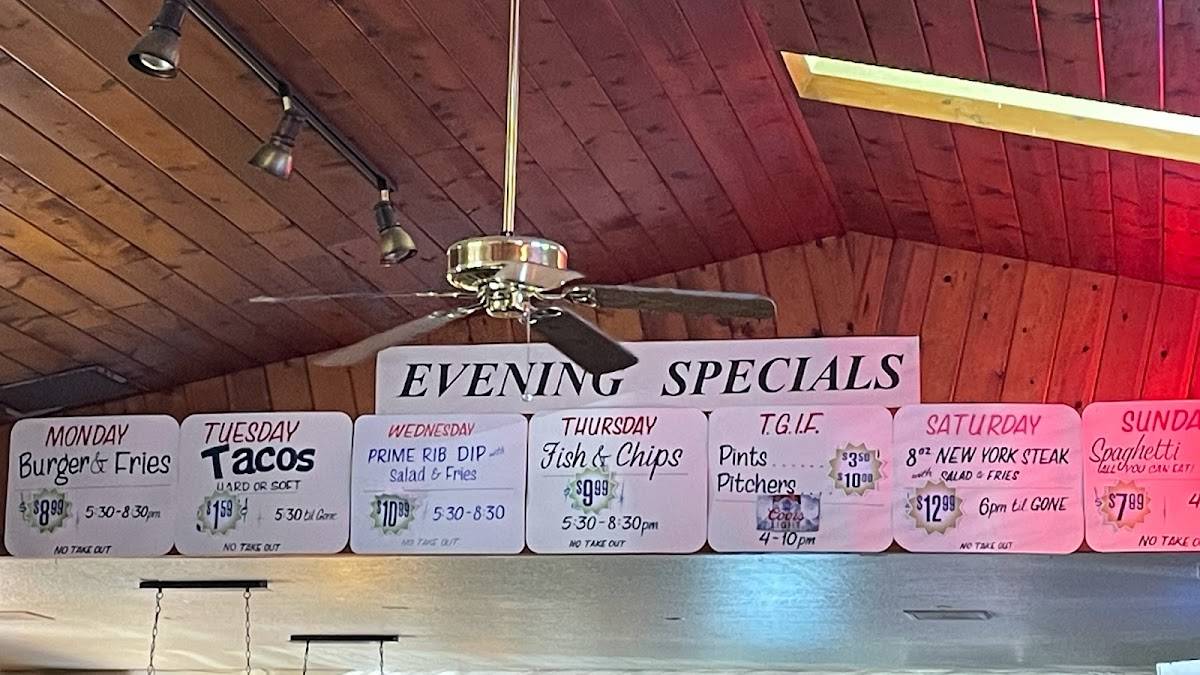 EVENING SPECIALS
MONDAY
Burger & Fries
$8.99
5:30-8:30pm
NO TAKE OUT
TUESDAY
Tacos
HARD OR SOFT
$1.59
5:30 til Gone
NO TAKE OUT
WEDNESDAY
PRIME RIB DIP with
Salad & Fries
$10.99
5:30-8:30
NO TAKE OUT
THURSDAY
Fish & Chips
$9.99
5:30-8:30pm
NO TAKE OUT
T.G.I.F.
Pints ...... $3.50
Pitchers $10.00
Coors
LIGHT
4-10pm
SATURDAY
8oz NEW YORK STEAK
with SALAD & FRIES
$12.99
6pm til GONE
NO TAKE OUT
SUNDA
Spaghetti
(ALL YOU CAN EAT)
$7.99
4
NO TAKE O